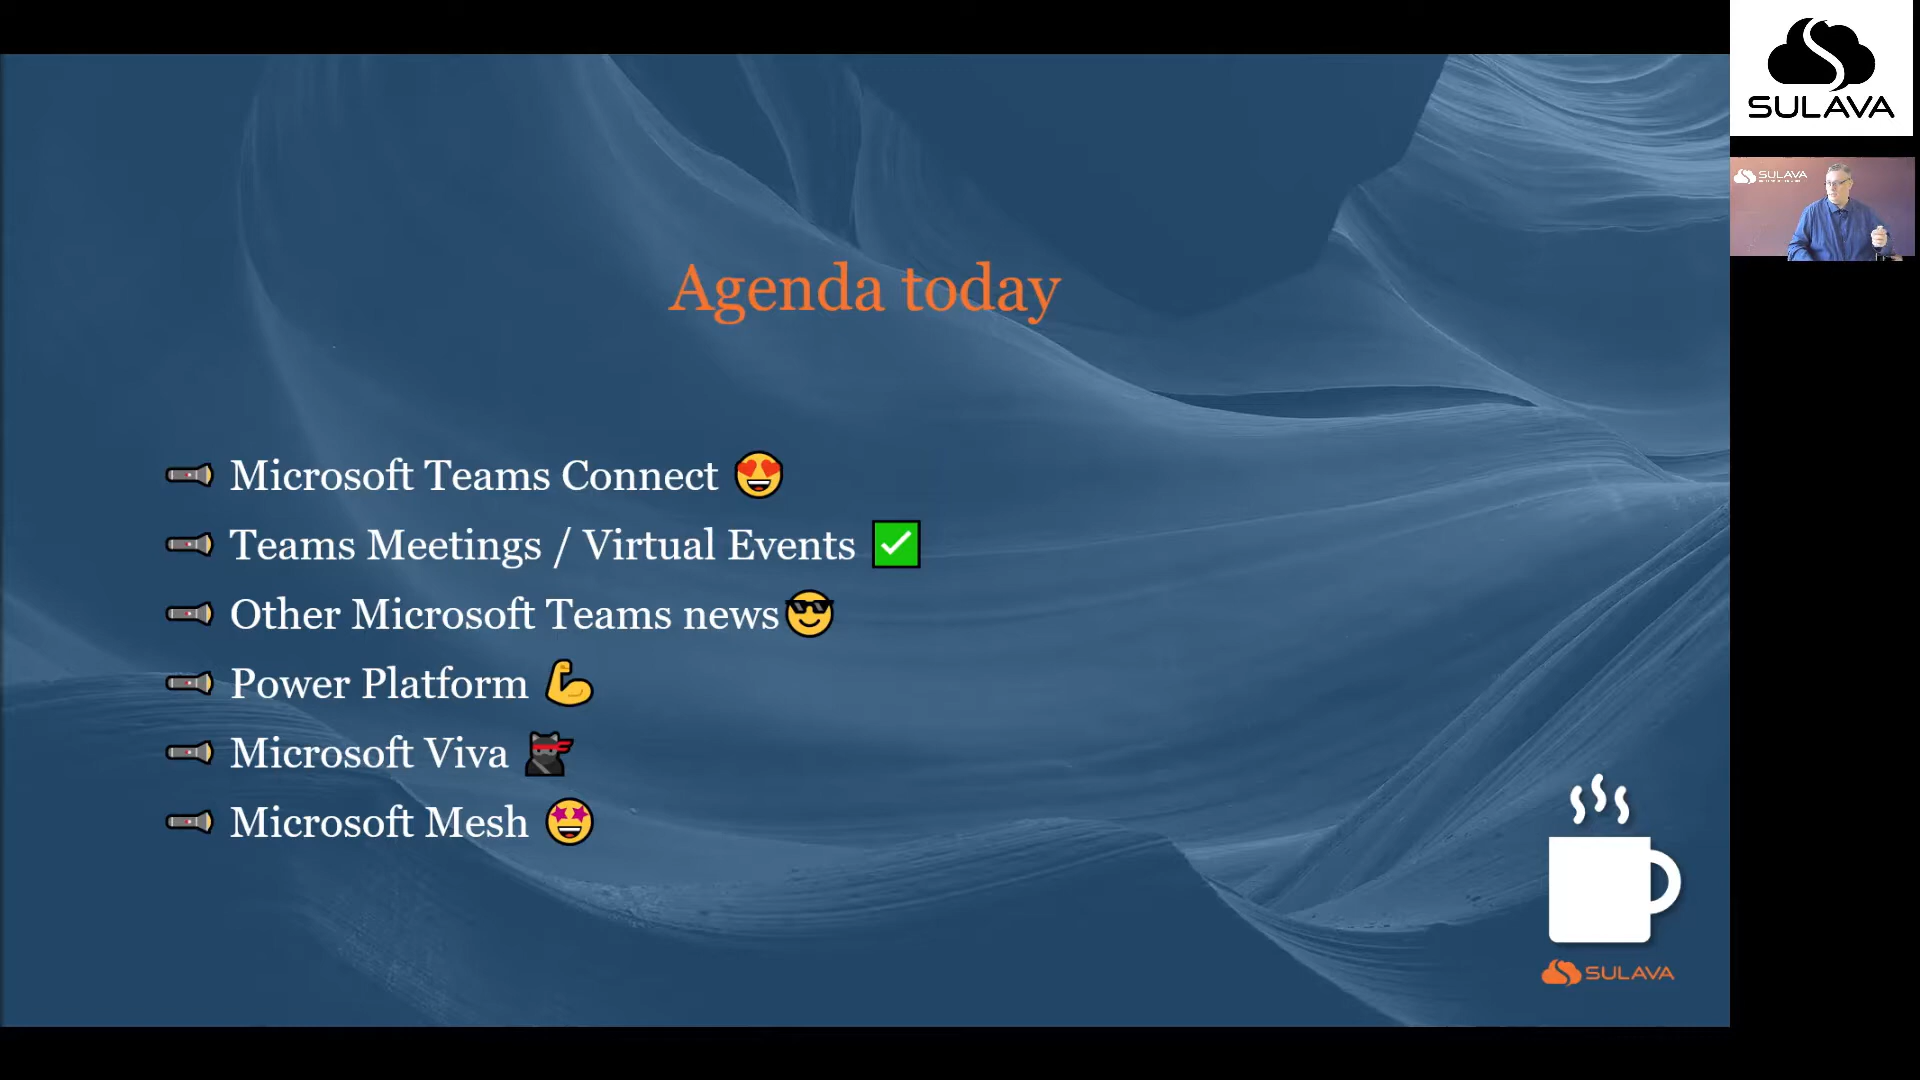 Agenda today
Microsoft Teams Connect 😍
Teams Meetings / Virtual Events ✅
Other Microsoft Teams news😎
Power Platform 💪
Microsoft Viva 🐱‍👤
Microsoft Mesh 🤩
SULAVA
SULAVA
SULAVA